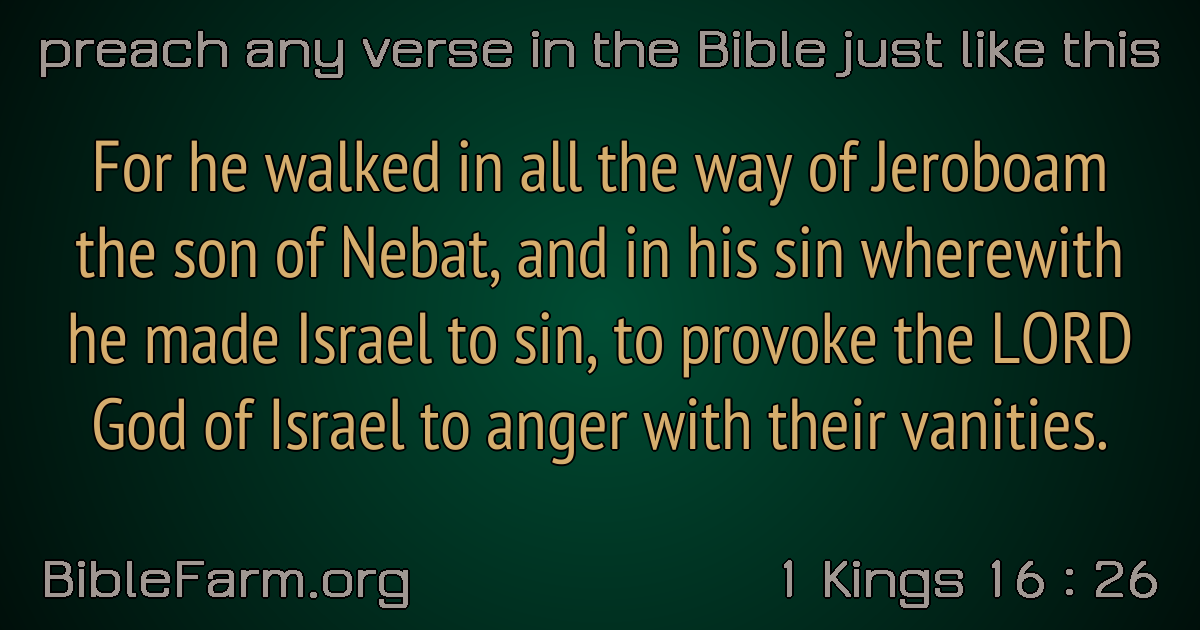 preach any verse in the Bible just like this
For he walked in all the way of Jeroboam
the son of Nebat, and in his sin wherewith
he made Israel to sin, to provoke the LORD
God of Israel to anger with their vanities.
BibleFarm.org
1 Kings 16 : 26